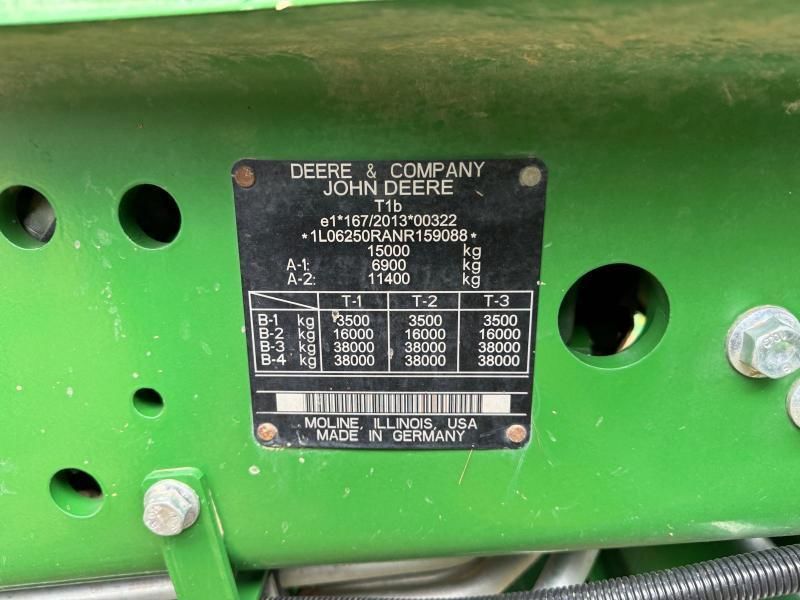 DEERE & COMPANY
JOHN DEERE
T1b
e1*167/2013*00322
*1L06250RANR159088*
15000 kg
A-1: 6900 kg
A-2: 11400 kg
T-1 T-2 T-3
B-1 kg 3500 3500 3500
B-2 kg 16000 16000 16000
B-3 kg 38000 38000 38000
B-4 kg 38000 38000 38000
MOLINE, ILLINOIS, USA
MADE IN GERMANY